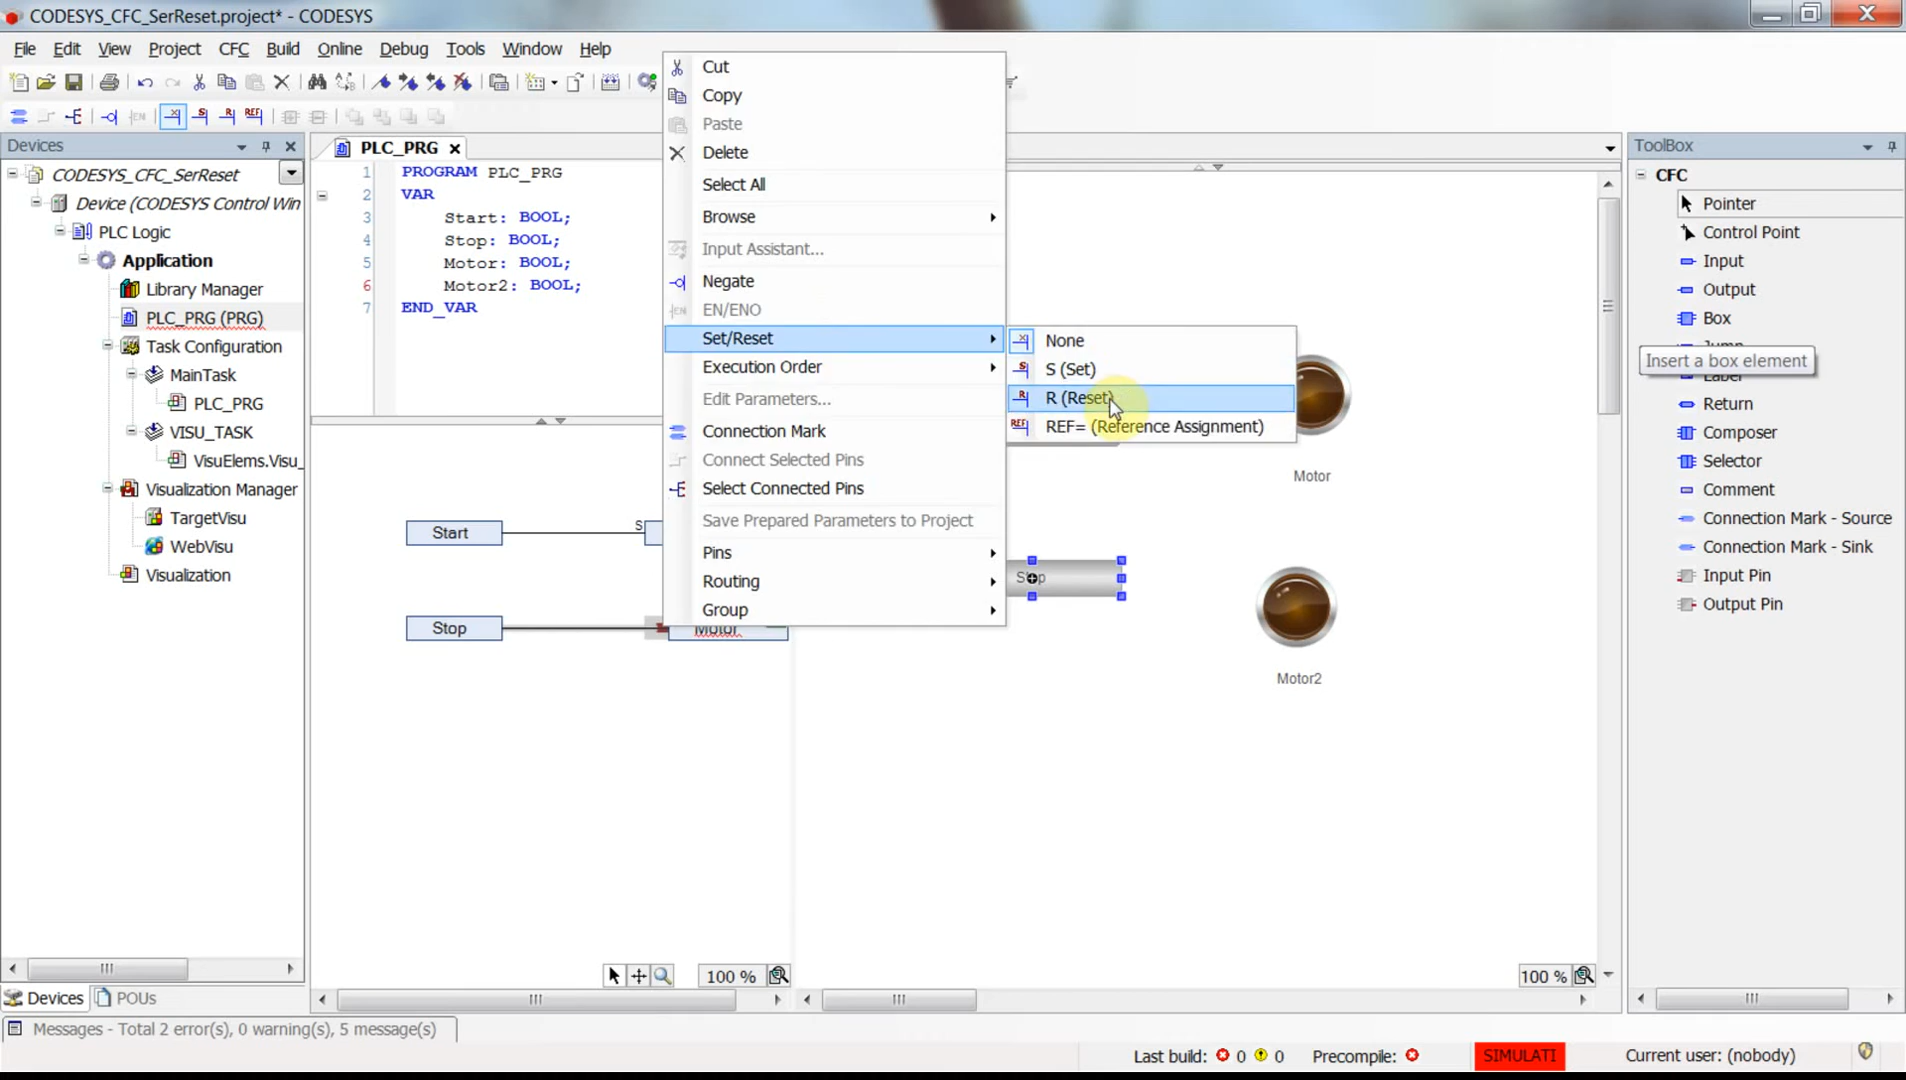 CODESYS_CFC_SerReset.project* - CODESYS
File Edit View Project CFC Build Online Debug Tools Window Help
Devices
CODESYS_CFC_SerReset
Device (CODESYS Control Win
PLC Logic
Application
Library Manager
PLC_PRG (PRG)
Task Configuration
MainTask
PLC_PRG
VISU_TASK
VisuElems.Visu_
Visualization Manager
TargetVisu
WebVisu
Visualization
Devices POUs
PLC_PRG
1 PROGRAM PLC_PRG
2 VAR
3 Start: BOOL;
4 Stop: BOOL;
5 Motor: BOOL;
6 Motor2: BOOL;
7 END_VAR
Start S
Stop Motor
100 %
Cut
Copy
Paste
Delete
Select All
Browse
Input Assistant...
Negate
EN/ENO
Set/Reset
Execution Order
Edit Parameters...
Connection Mark
Connect Selected Pins
Select Connected Pins
Save Prepared Parameters to Project
Pins
Routing
Group
None
S (Set)
R (Reset)
REF= (Reference Assignment)
Motor
Stop
Motor2
100 %
ToolBox
CFC
Pointer
Control Point
Input
Output
Box
Jump
Insert a box element
Label
Return
Composer
Selector
Comment
Connection Mark - Source
Connection Mark - Sink
Input Pin
Output Pin
Messages - Total 2 error(s), 0 warning(s), 5 message(s)
Last build: 0 0 Precompile: SIMULATI Current user: (nobody)